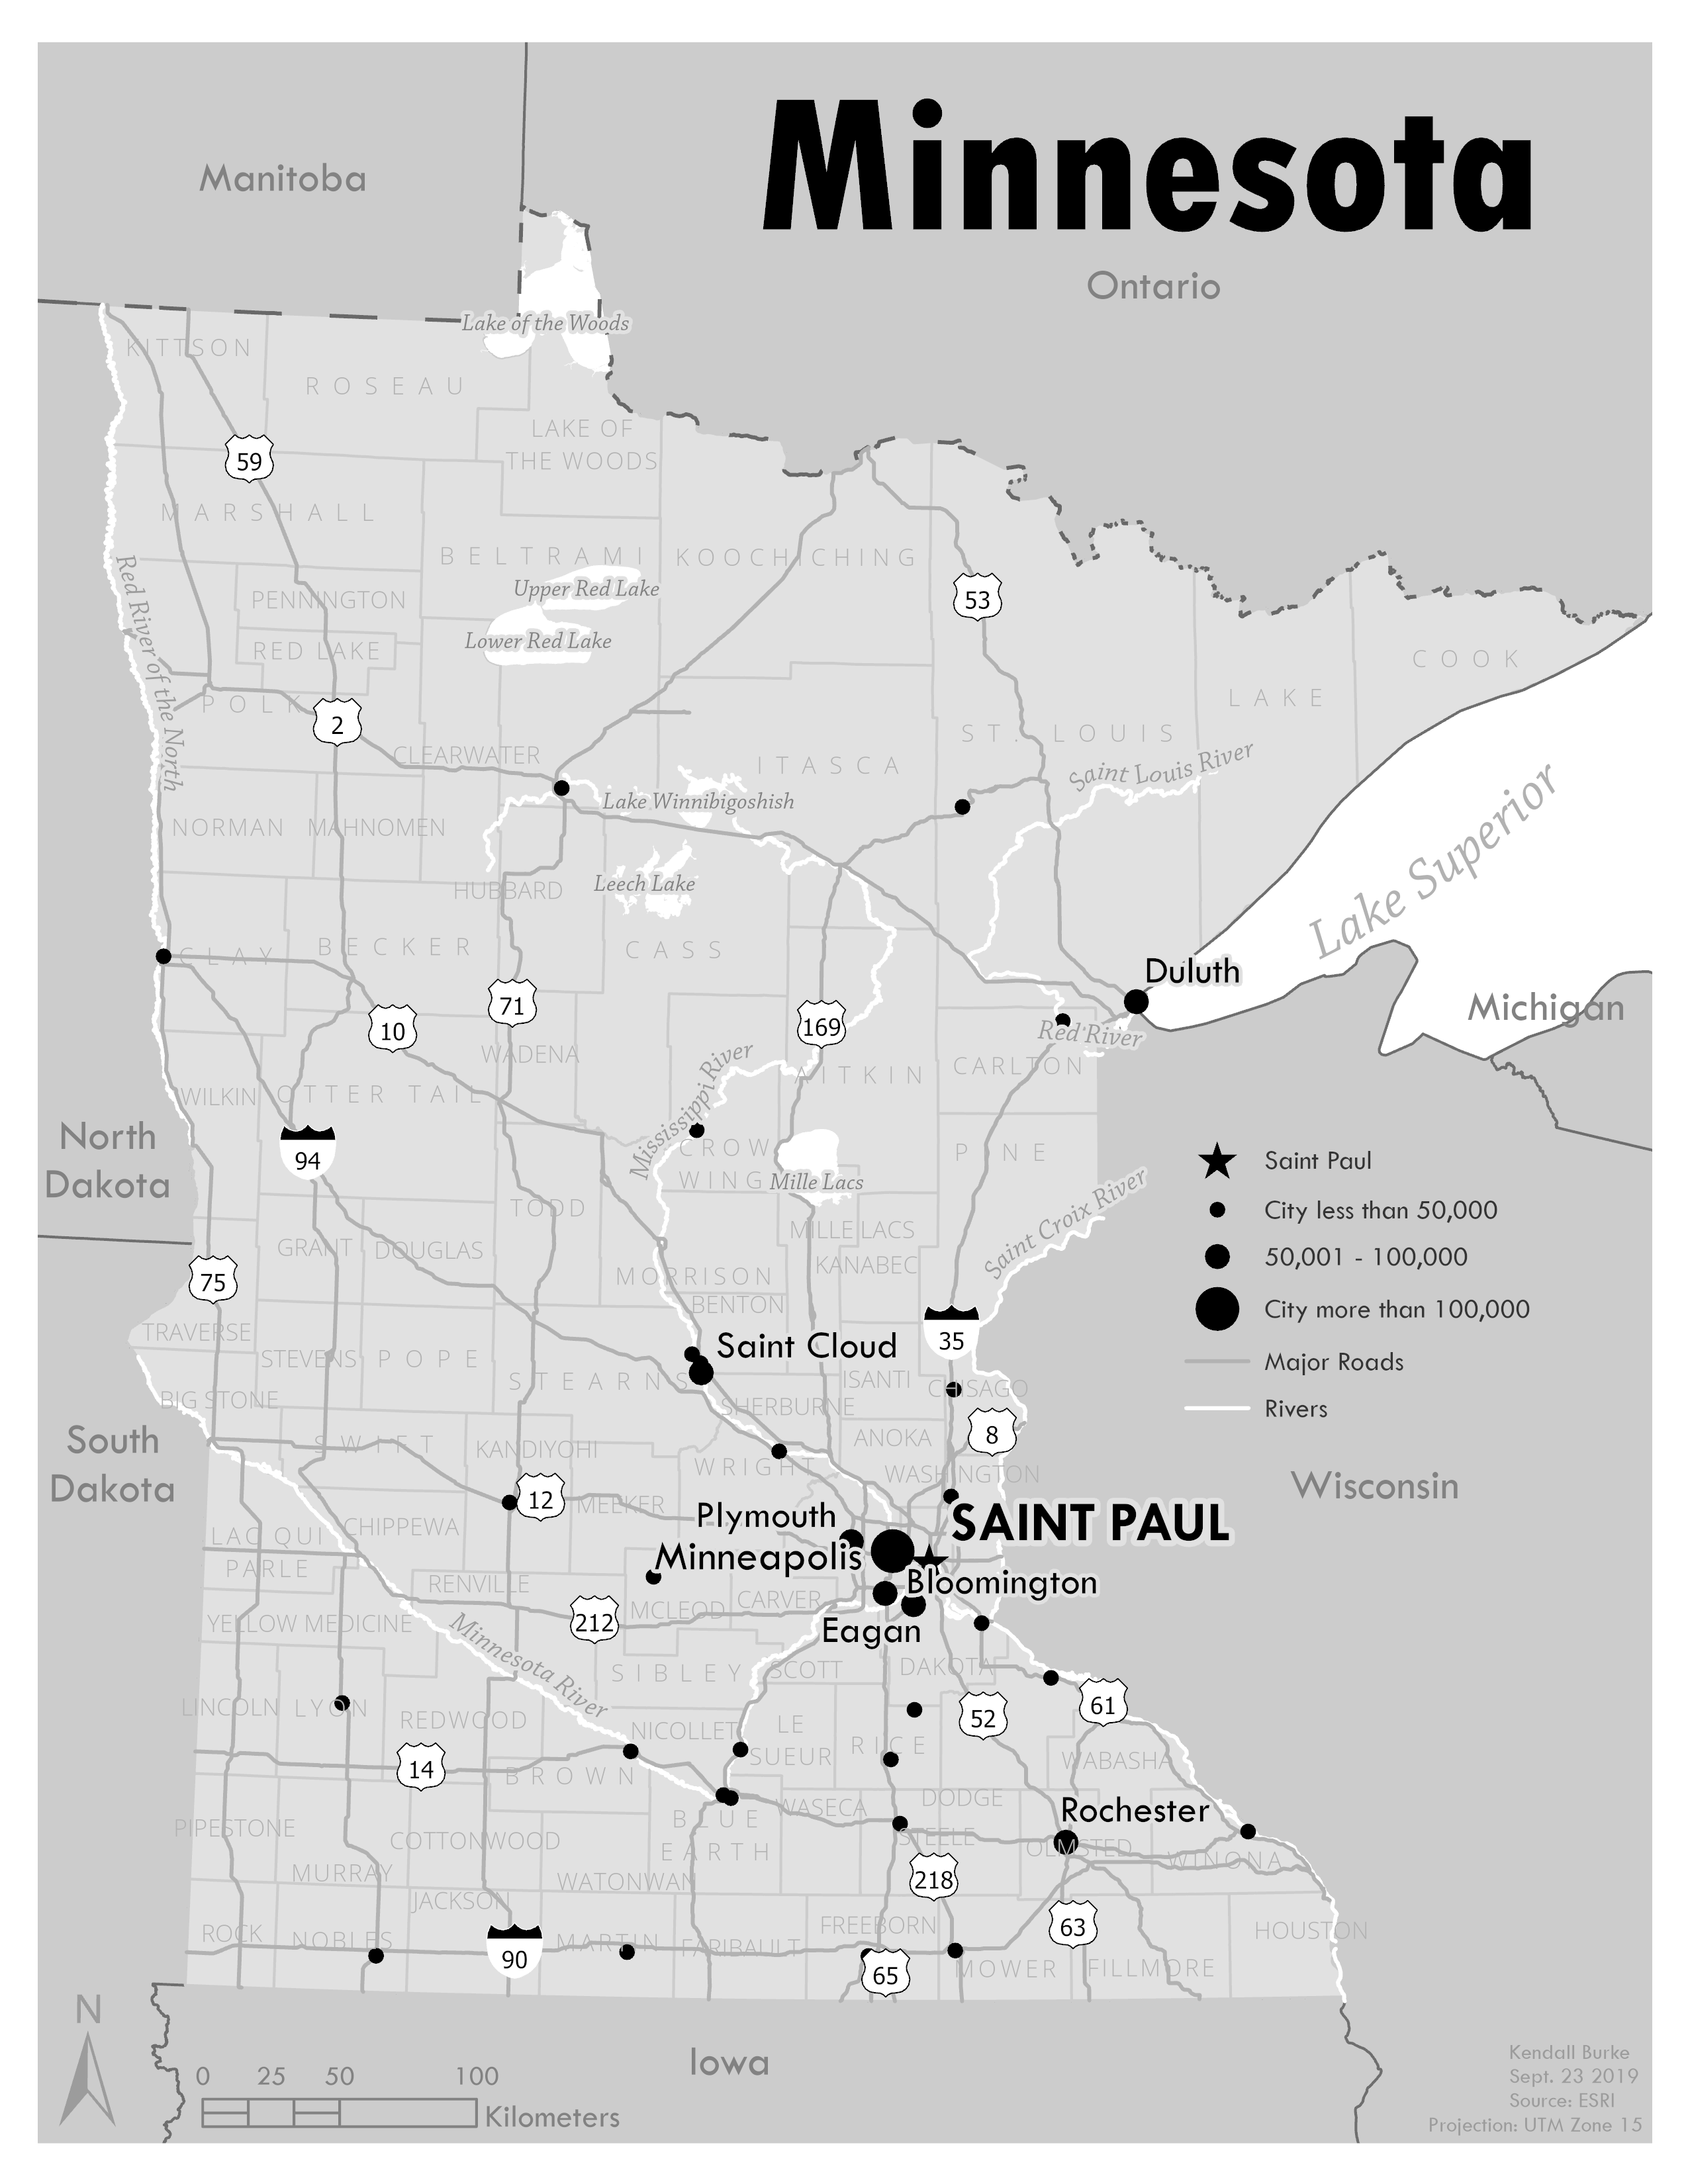 Minnesota
Manitoba
Ontario
Lake of the Woods
KITTSON
ROSEAU
LAKE OF
THE WOODS
59
MARSHALL
BELTRAMI
KOOCHICHING
Upper Red Lake
53
PENNINGTON
Lower Red Lake
RED LAKE
Red River of the North
COOK
LAKE
POLK
2
ST. LOUIS
CLEARWATER
ITASCA
Saint Louis River
Lake Winnibigoshish
NORMAN
MAHNOMEN
Lake Superior
HUBBARD
Leech Lake
CLAY
BECKER
CASS
Duluth
71
Michigan
10
169
Red River
WADENA
AITKIN
CARLTON
WILKIN
OTTER TAIL
Mississippi River
North
Dakota
94
CROW
WING
Mille Lacs
PINE
Saint Paul
City less than 50,000
50,001 - 100,000
City more than 100,000
Major Roads
Rivers
Saint Croix River
TODD
MILLE LACS
GRANT
DOUGLAS
KANABEC
75
MORRISON
BENTON
TRAVERSE
35
Saint Cloud
STEVENS
POPE
STEARNS
ISANTI
CHISAGO
BIG STONE
SHERBURNE
8
South
Dakota
SWIFT
KANDIYOHI
ANOKA
WRIGHT
WASHINGTON
Wisconsin
12
MEEKER
Plymouth
SAINT PAUL
LAC QUI
PARLE
CHIPPEWA
Minneapolis
RENVILLE
Bloomington
MCLEOD
CARVER
212
YELLOW MEDICINE
Eagan
Minnesota River
SIBLEY
SCOTT
DAKOTA
LINCOLN
LYON
61
REDWOOD
52
NICOLLET
LE
SUEUR
RICE
WABASHA
14
BROWN
DODGE
WASECA
Rochester
PIPESTONE
BLUE
EARTH
COTTONWOOD
STEELE
OLMSTED
WINONA
MURRAY
WATONWAN
218
JACKSON
FREEBORN
63
HOUSTON
ROCK
NOBLES
90
MARTIN
FARIBAULT
65
MOWER
FILLMORE
N
Iowa
0 25 50 100
Kilometers
Kendall Burke
Sept. 23 2019
Source: ESRI
Projection: UTM Zone 15